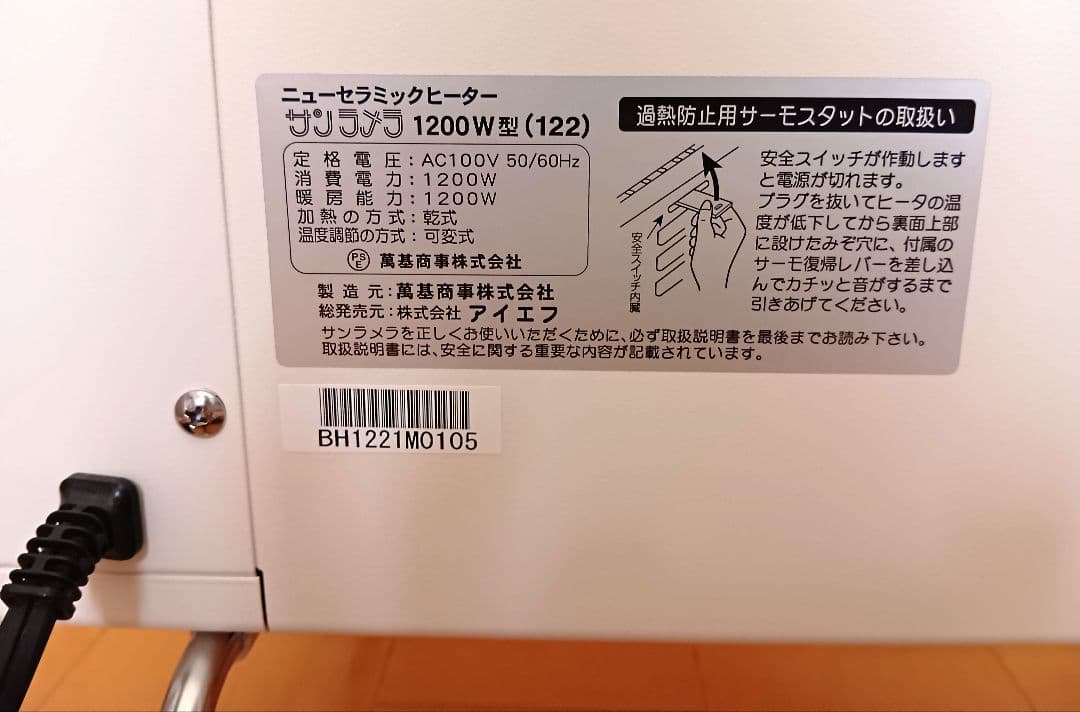 ニューセラミックヒーター
サンラメラ 1200W型(122)
定格電圧:AC100V 50/60Hz
消費電力:1200W
暖房能力:1200W
加熱の方式:乾式
温度調節の方式:可変式
PSE 萬基商事株式会社
製造元:萬基商事株式会社
総発売元:株式会社 アイエフ
過熱防止用サーモスタットの取扱い
安全スイッチ内臓
安全スイッチが作動します
と電源が切れます。
プラグを抜いてヒータの温
度が低下してから裏面上部
に設けたみぞ穴に、付属の
サーモ復帰レバーを差し込
んでカチッと音がするまで
引きあげてください。
サンラメラを正しくお使いいただくために、必ず取扱説明書を最後までお読み下さい。
取扱説明書には、安全に関する重要な内容が記載されています。
BH1221M0105